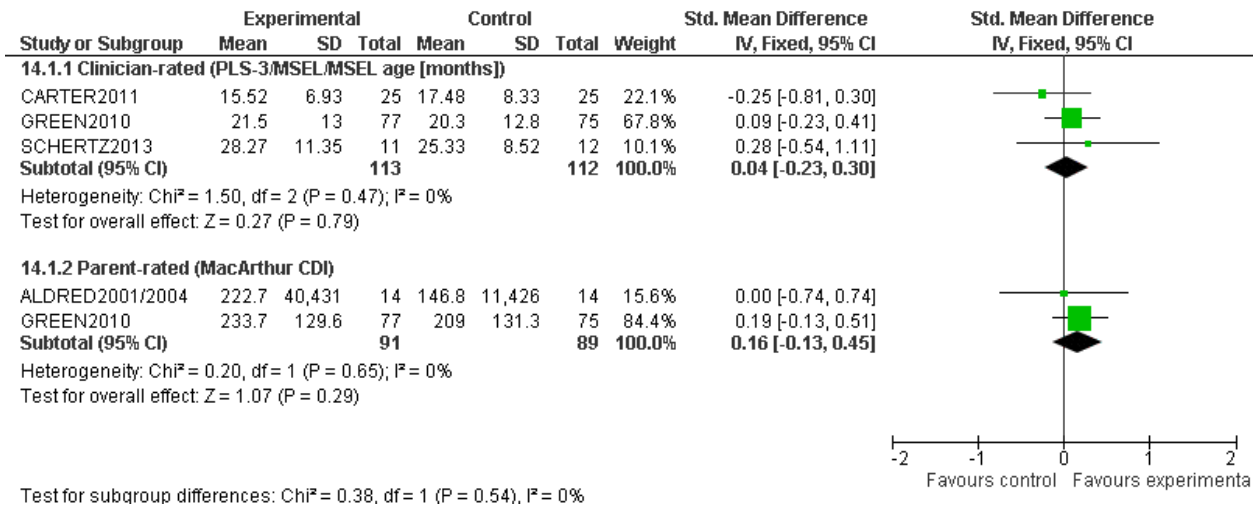 Experimental Control Std. Mean Difference Std. Mean Difference
Study or Subgroup Mean SD Total Mean SD Total Weight IV, Fixed, 95% CI IV, Fixed, 95% CI
14.1.1 Clinician-rated (PLS-3/MSEL/MSEL age [months])
CARTER2011 15.52 6.93 25 17.48 8.33 25 22.1% -0.25 [-0.81, 0.30]
GREEN2010 21.5 13 77 20.3 12.8 75 67.8% 0.09 [-0.23, 0.41]
SCHERTZ2013 28.27 11.35 11 25.33 8.52 12 10.1% 0.28 [-0.54, 1.11]
Subtotal (95% CI) 113 112 100.0% 0.04 [-0.23, 0.30]
Heterogeneity: Chi² = 1.50, df = 2 (P = 0.47); I² = 0%
Test for overall effect: Z = 0.27 (P = 0.79)
14.1.2 Parent-rated (MacArthur CDI)
ALDRED2001/2004 222.7 40,431 14 146.8 11,426 14 15.6% 0.00 [-0.74, 0.74]
GREEN2010 233.7 129.6 77 209 131.3 75 84.4% 0.19 [-0.13, 0.51]
Subtotal (95% CI) 91 89 100.0% 0.16 [-0.13, 0.45]
Heterogeneity: Chi² = 0.20, df = 1 (P = 0.65); I² = 0%
Test for overall effect: Z = 1.07 (P = 0.29)
-2 -1 0 1 2
Favours control Favours experimenta
Test for subgroup differences: Chi² = 0.38, df = 1 (P = 0.54), I² = 0%